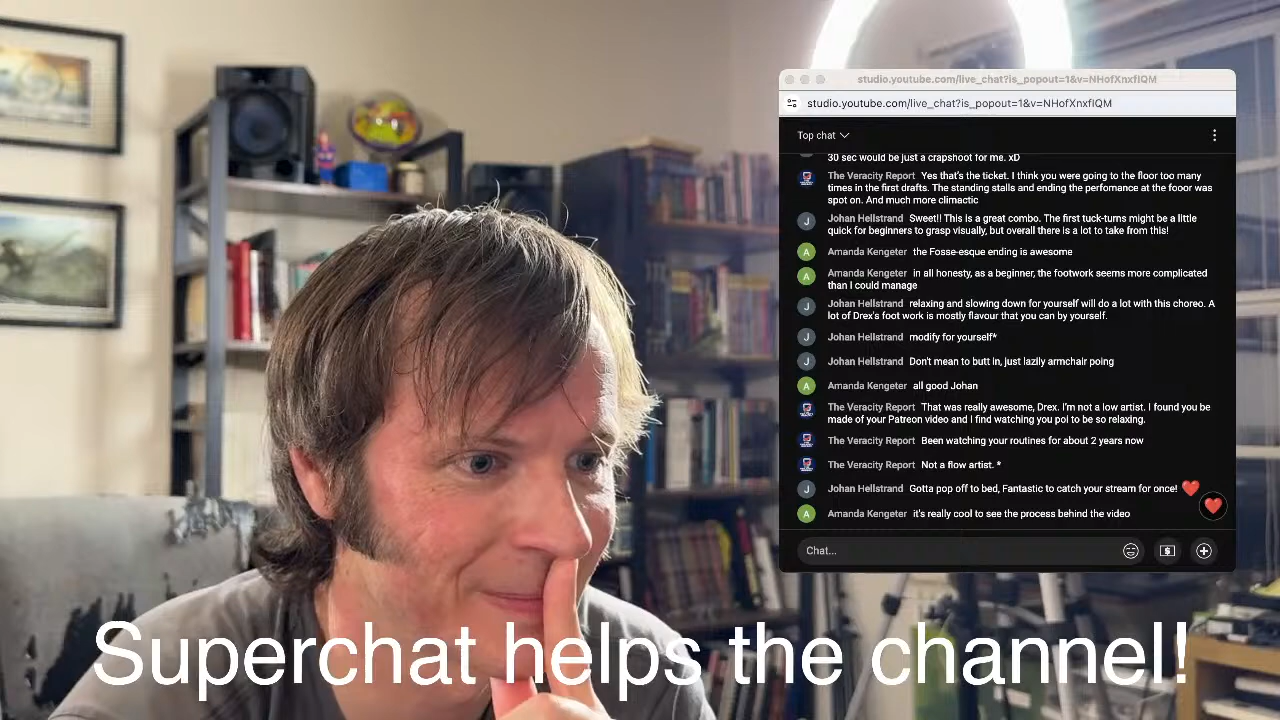 studio.youtube.com/live_chat?is_popout=1&v=NHofXnxfIQM
studio.youtube.com/live_chat?is_popout=1&v=NHofXnxfIQM
Top chat
30 sec would be just a crapshoot for me. xD
The Veracity Report Yes that's the ticket. I think you were going to the floor too many
times in the first drafts. The standing stalls and ending the perfomance at the fooor was
spot on. And much more climactic
J Johan Hellstrand Sweet!! This is a great combo. The first tuck-turns might be a little
quick for beginners to grasp visually, but overall there is a lot to take from this!
A Amanda Kengeter the Fosse-esque ending is awesome
A Amanda Kengeter in all honesty, as a beginner, the footwork seems more complicated
than I could manage
J Johan Hellstrand relaxing and slowing down for yourself will do a lot with this choreo. A
lot of Drex's foot work is mostly flavour that you can by yourself.
J Johan Hellstrand modify for yourself*
J Johan Hellstrand Don't mean to butt in, just lazily armchair poing
A Amanda Kengeter all good Johan
The Veracity Report That was really awesome, Drex. I'm not a low artist. I found you be
made of your Patreon video and I find watching you poI to be so relaxing.
The Veracity Report Been watching your routines for about 2 years now
The Veracity Report Not a flow artist. *
J Johan Hellstrand Gotta pop off to bed, Fantastic to catch your stream for once! ❤️
A Amanda Kengeter it's really cool to see the process behind the video
Chat...
Superchat helps the channel!